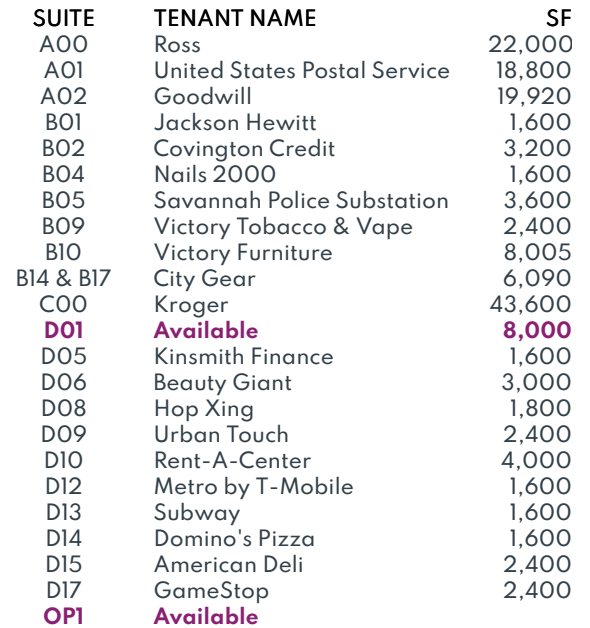 SUITE TENANT NAME SF
A00 Ross 22,000
A01 United States Postal Service 18,800
A02 Goodwill 19,920
B01 Jackson Hewitt 1,600
B02 Covington Credit 3,200
B04 Nails 2000 1,600
B05 Savannah Police Substation 3,600
B09 Victory Tobacco & Vape 2,400
B10 Victory Furniture 8,005
B14 & B17 City Gear 6,090
C00 Kroger 43,600
D01 Available 8,000
D05 Kinsmith Finance 1,600
D06 Beauty Giant 3,000
D08 Hop Xing 1,800
D09 Urban Touch 2,400
D10 Rent-A-Center 4,000
D12 Metro by T-Mobile 1,600
D13 Subway 1,600
D14 Domino's Pizza 1,600
D15 American Deli 2,400
D17 GameStop 2,400
OP1 Available